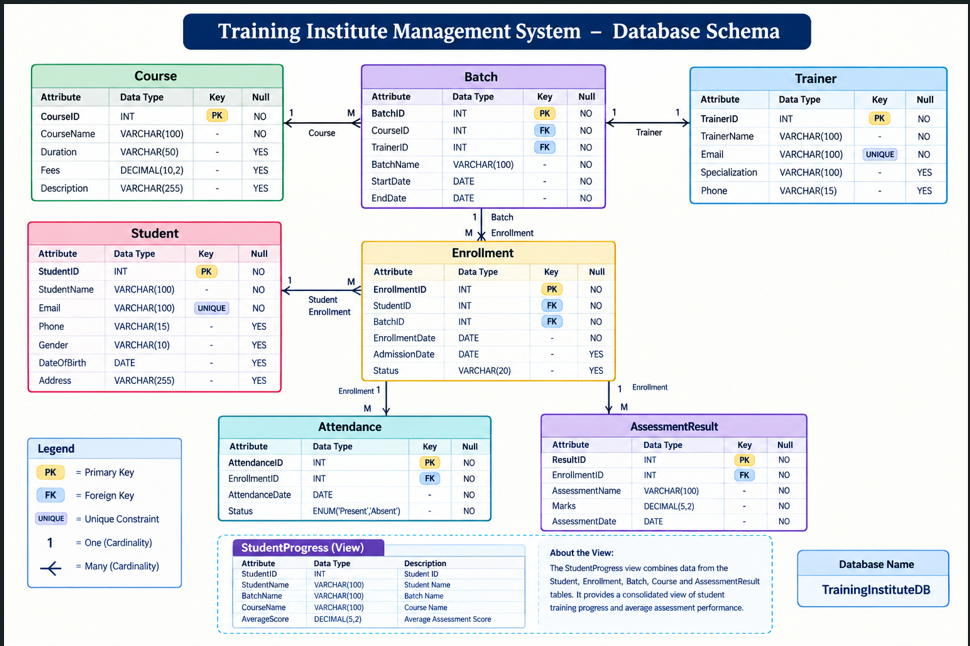 Training Institute Management System – Database Schema
Course
Attribute Data Type Key Null
CourseID INT PK NO
CourseName VARCHAR(100) - NO
Duration VARCHAR(50) - YES
Fees DECIMAL(10,2) - YES
Description VARCHAR(255) - YES
1 M
Course
Batch
Attribute Data Type Key Null
BatchID INT PK NO
CourseID INT FK NO
TrainerID INT FK NO
BatchName VARCHAR(100) - NO
StartDate DATE - NO
EndDate DATE - NO
1 1
Trainer
Trainer
Attribute Data Type Key Null
TrainerID INT PK NO
TrainerName VARCHAR(100) - NO
Email VARCHAR(100) UNIQUE NO
Specialization VARCHAR(100) - YES
Phone VARCHAR(15) - YES
1 Batch
M Enrollment
Student
Attribute Data Type Key Null
StudentID INT PK NO
StudentName VARCHAR(100) - NO
Email VARCHAR(100) UNIQUE NO
Phone VARCHAR(15) - YES
Gender VARCHAR(10) - YES
DateOfBirth DATE - YES
Address VARCHAR(255) - YES
1 M
Student
Enrollment
Enrollment
Attribute Data Type Key Null
EnrollmentID INT PK NO
StudentID INT FK NO
BatchID INT FK NO
EnrollmentDate DATE - NO
AdmissionDate DATE - YES
Status VARCHAR(20) - YES
Enrollment 1
M
1 Enrollment
M
Attendance
Attribute Data Type Key Null
AttendanceID INT PK NO
EnrollmentID INT FK NO
AttendanceDate DATE - NO
Status ENUM('Present','Absent') - NO
AssessmentResult
Attribute Data Type Key Null
ResultID INT PK NO
EnrollmentID INT FK NO
AssessmentName VARCHAR(100) - NO
Marks DECIMAL(5,2) - NO
AssessmentDate DATE - NO
Legend
PK = Primary Key
FK = Foreign Key
UNIQUE = Unique Constraint
1 = One (Cardinality)
= Many (Cardinality)
StudentProgress (View)
Attribute Data Type Description
StudentID INT Student ID
StudentName VARCHAR(100) Student Name
BatchName VARCHAR(100) Batch Name
CourseName VARCHAR(100) Course Name
AverageScore DECIMAL(5,2) Average Assessment Score
About the View:
The StudentProgress view combines data from the
Student, Enrollment, Batch, Course and AssessmentResult
tables. It provides a consolidated view of student
training progress and average assessment performance.
Database Name
TrainingInstituteDB